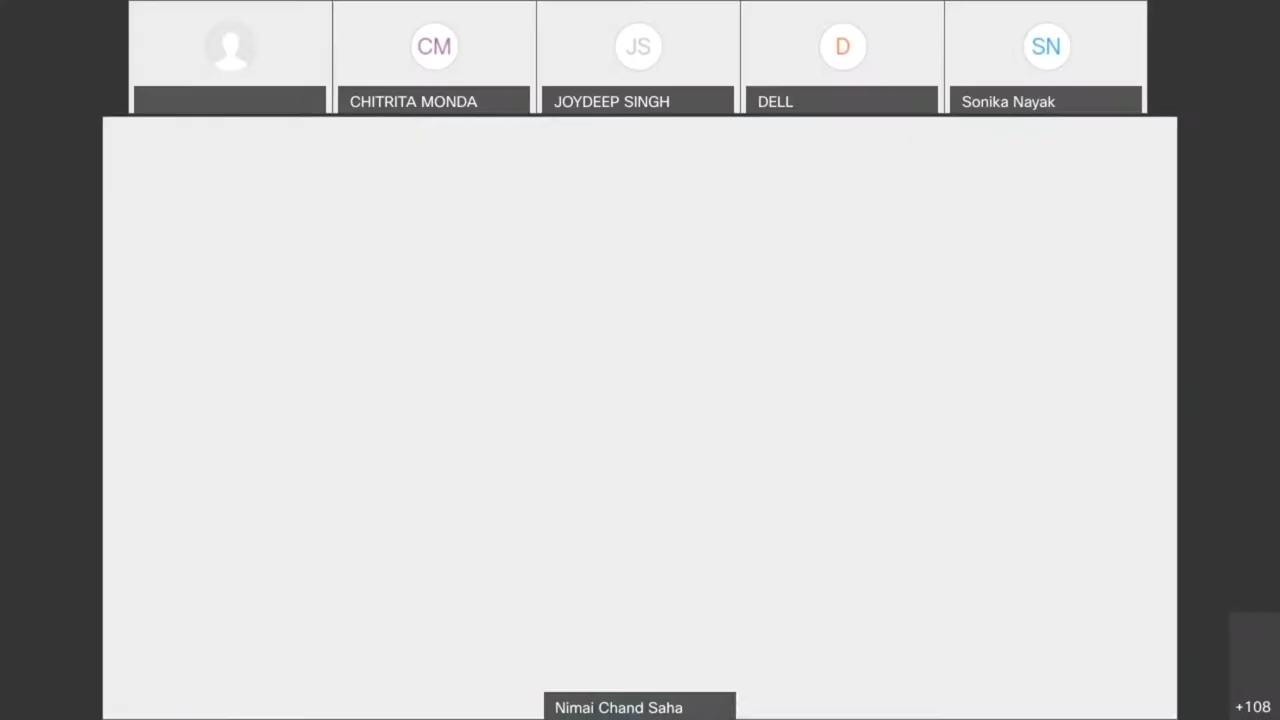 CM
JS
D
SN
CHITRITA MONDA
JOYDEEP SINGH
DELL
Sonika Nayak
Nimai Chand Saha
+108